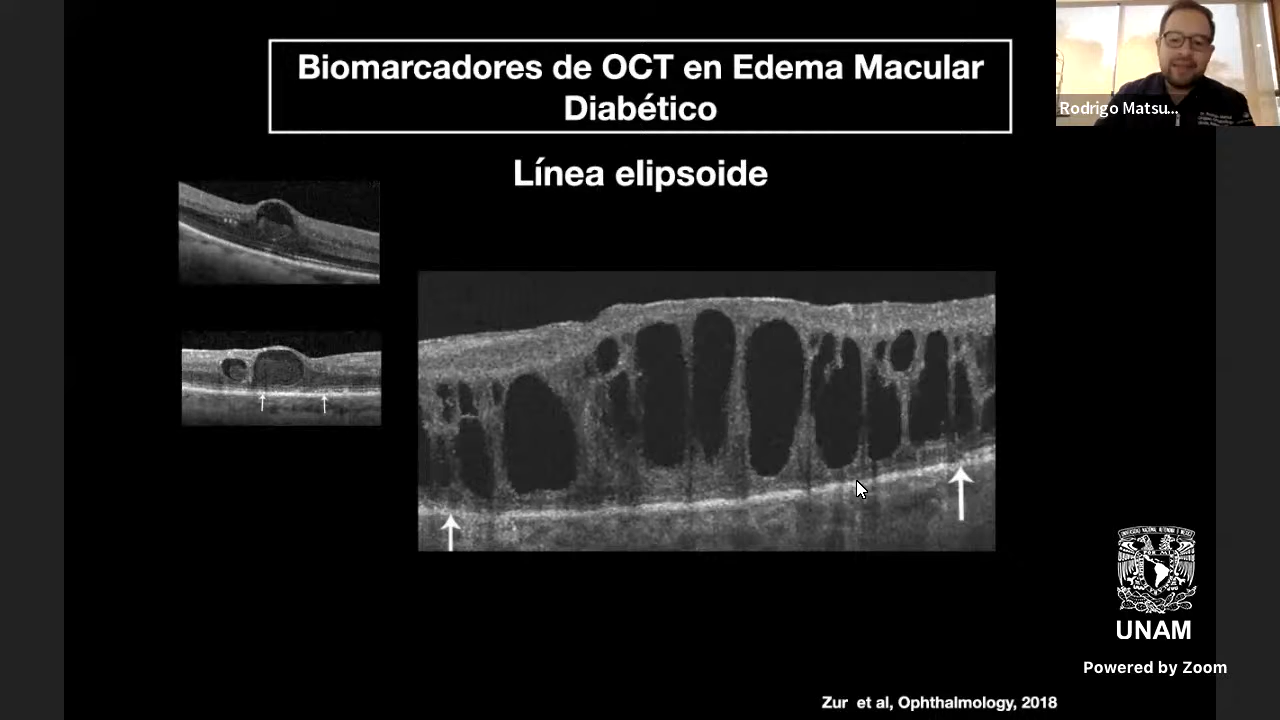 Biomarcadores de OCT en Edema Macular
Diabético
Línea elipsoide
Rodrigo Matsu...
UNAM
Powered by Zoom
Zur et al, Ophthalmology, 2018